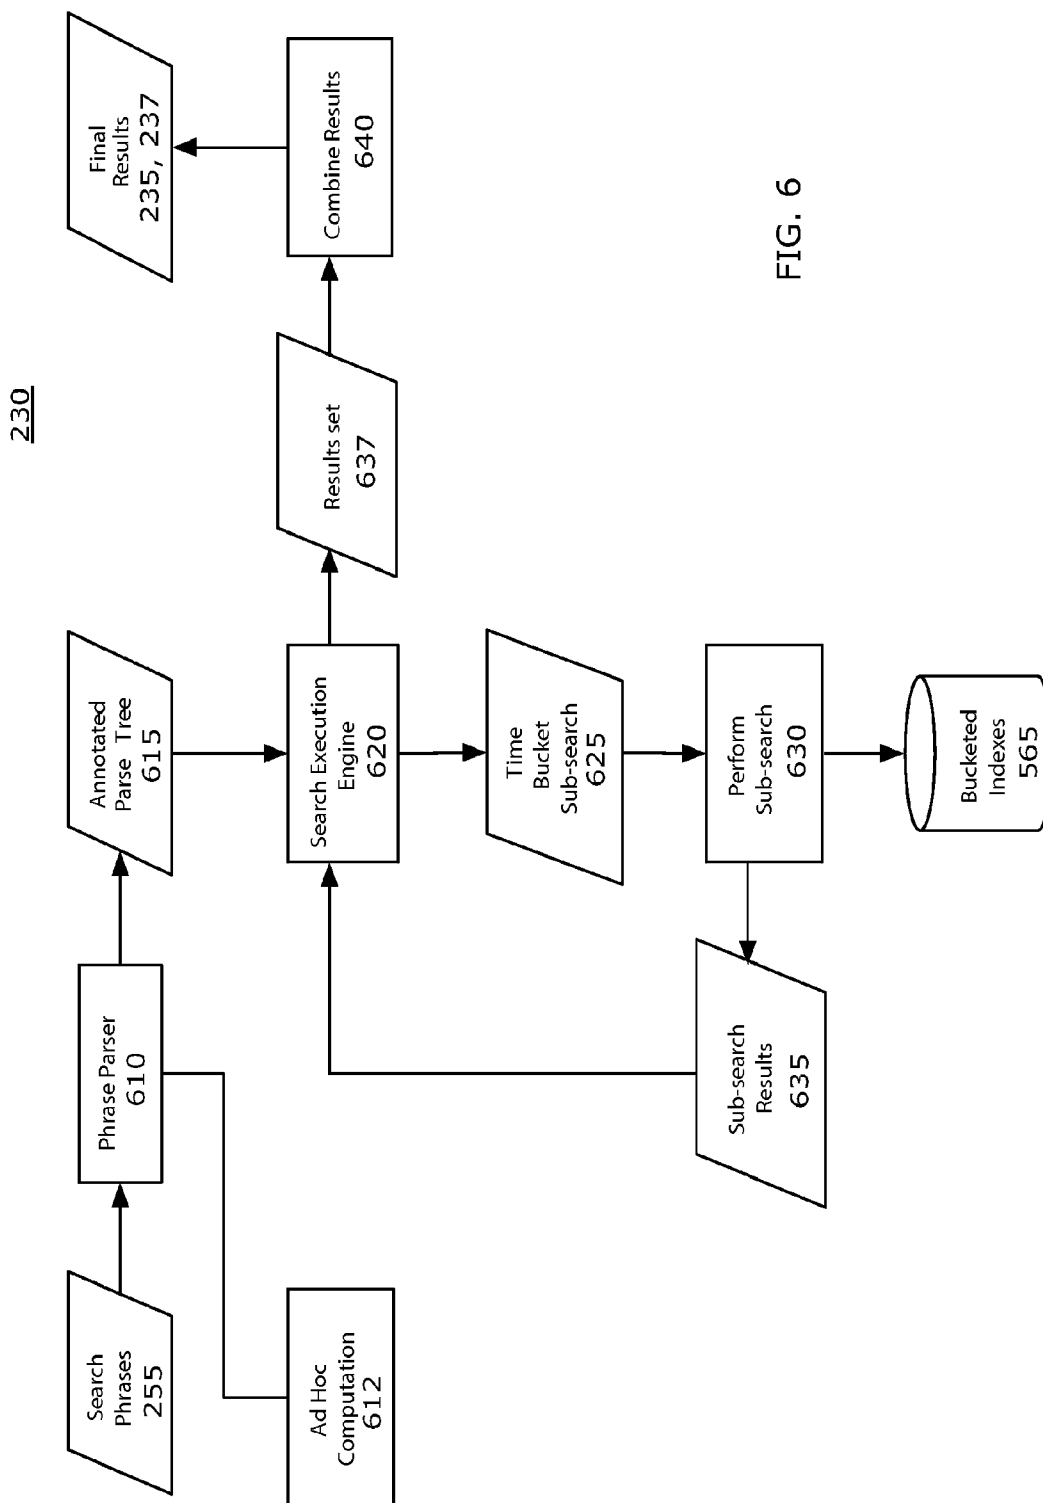 230
Search
Phrases
255
Phrase Parser
610
Annotated
Parse Tree
615
Final
Results
235, 237
Ad Hoc
Computation
612
Search Execution
Engine
620
Results set
637
Combine Results
640
Time
Bucket
Sub-search
625
Sub-search
Results
635
Perform
Sub-search
630
Bucketed
Indexes
565
FIG. 6